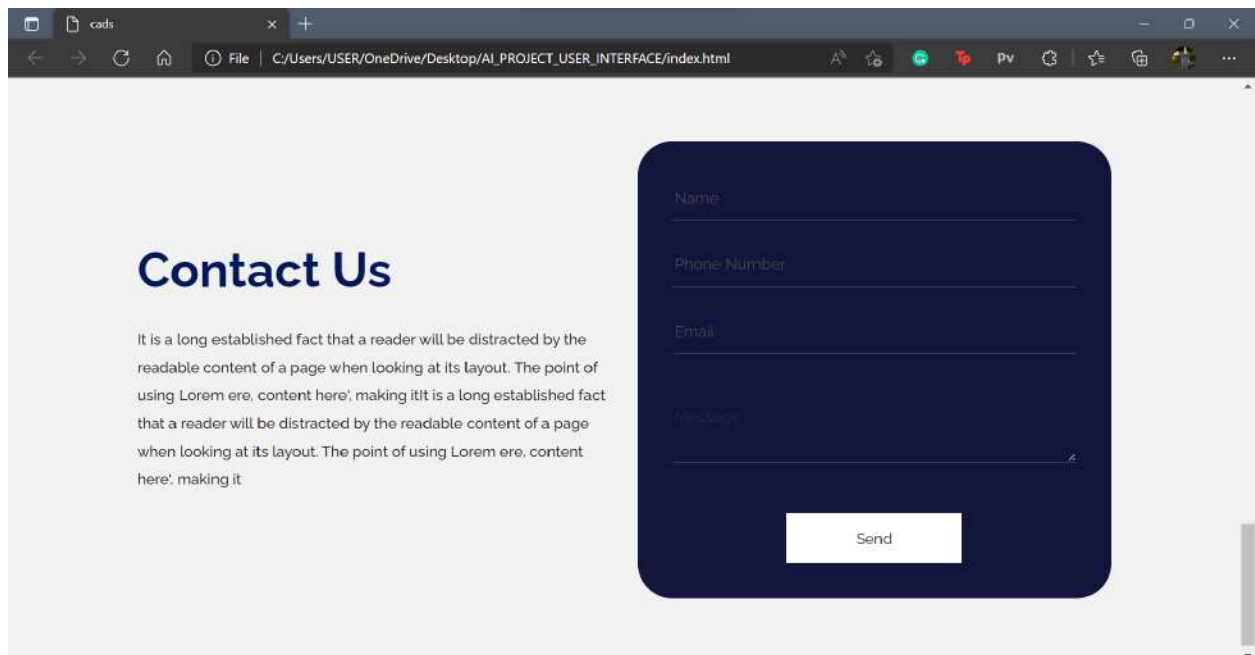 cads
File
C:/Users/USER/OneDrive/Desktop/AI_PROJECT_USER_INTERFACE/index.html
Pv
Contact Us
It is a long established fact that a reader will be distracted by the
readable content of a page when looking at its layout. The point of
using Lorem ere, content here', making itIt is a long established fact
that a reader will be distracted by the readable content of a page
when looking at its layout. The point of using Lorem ere, content
here'. making it
Name
Phone Number
Email
Message
Send